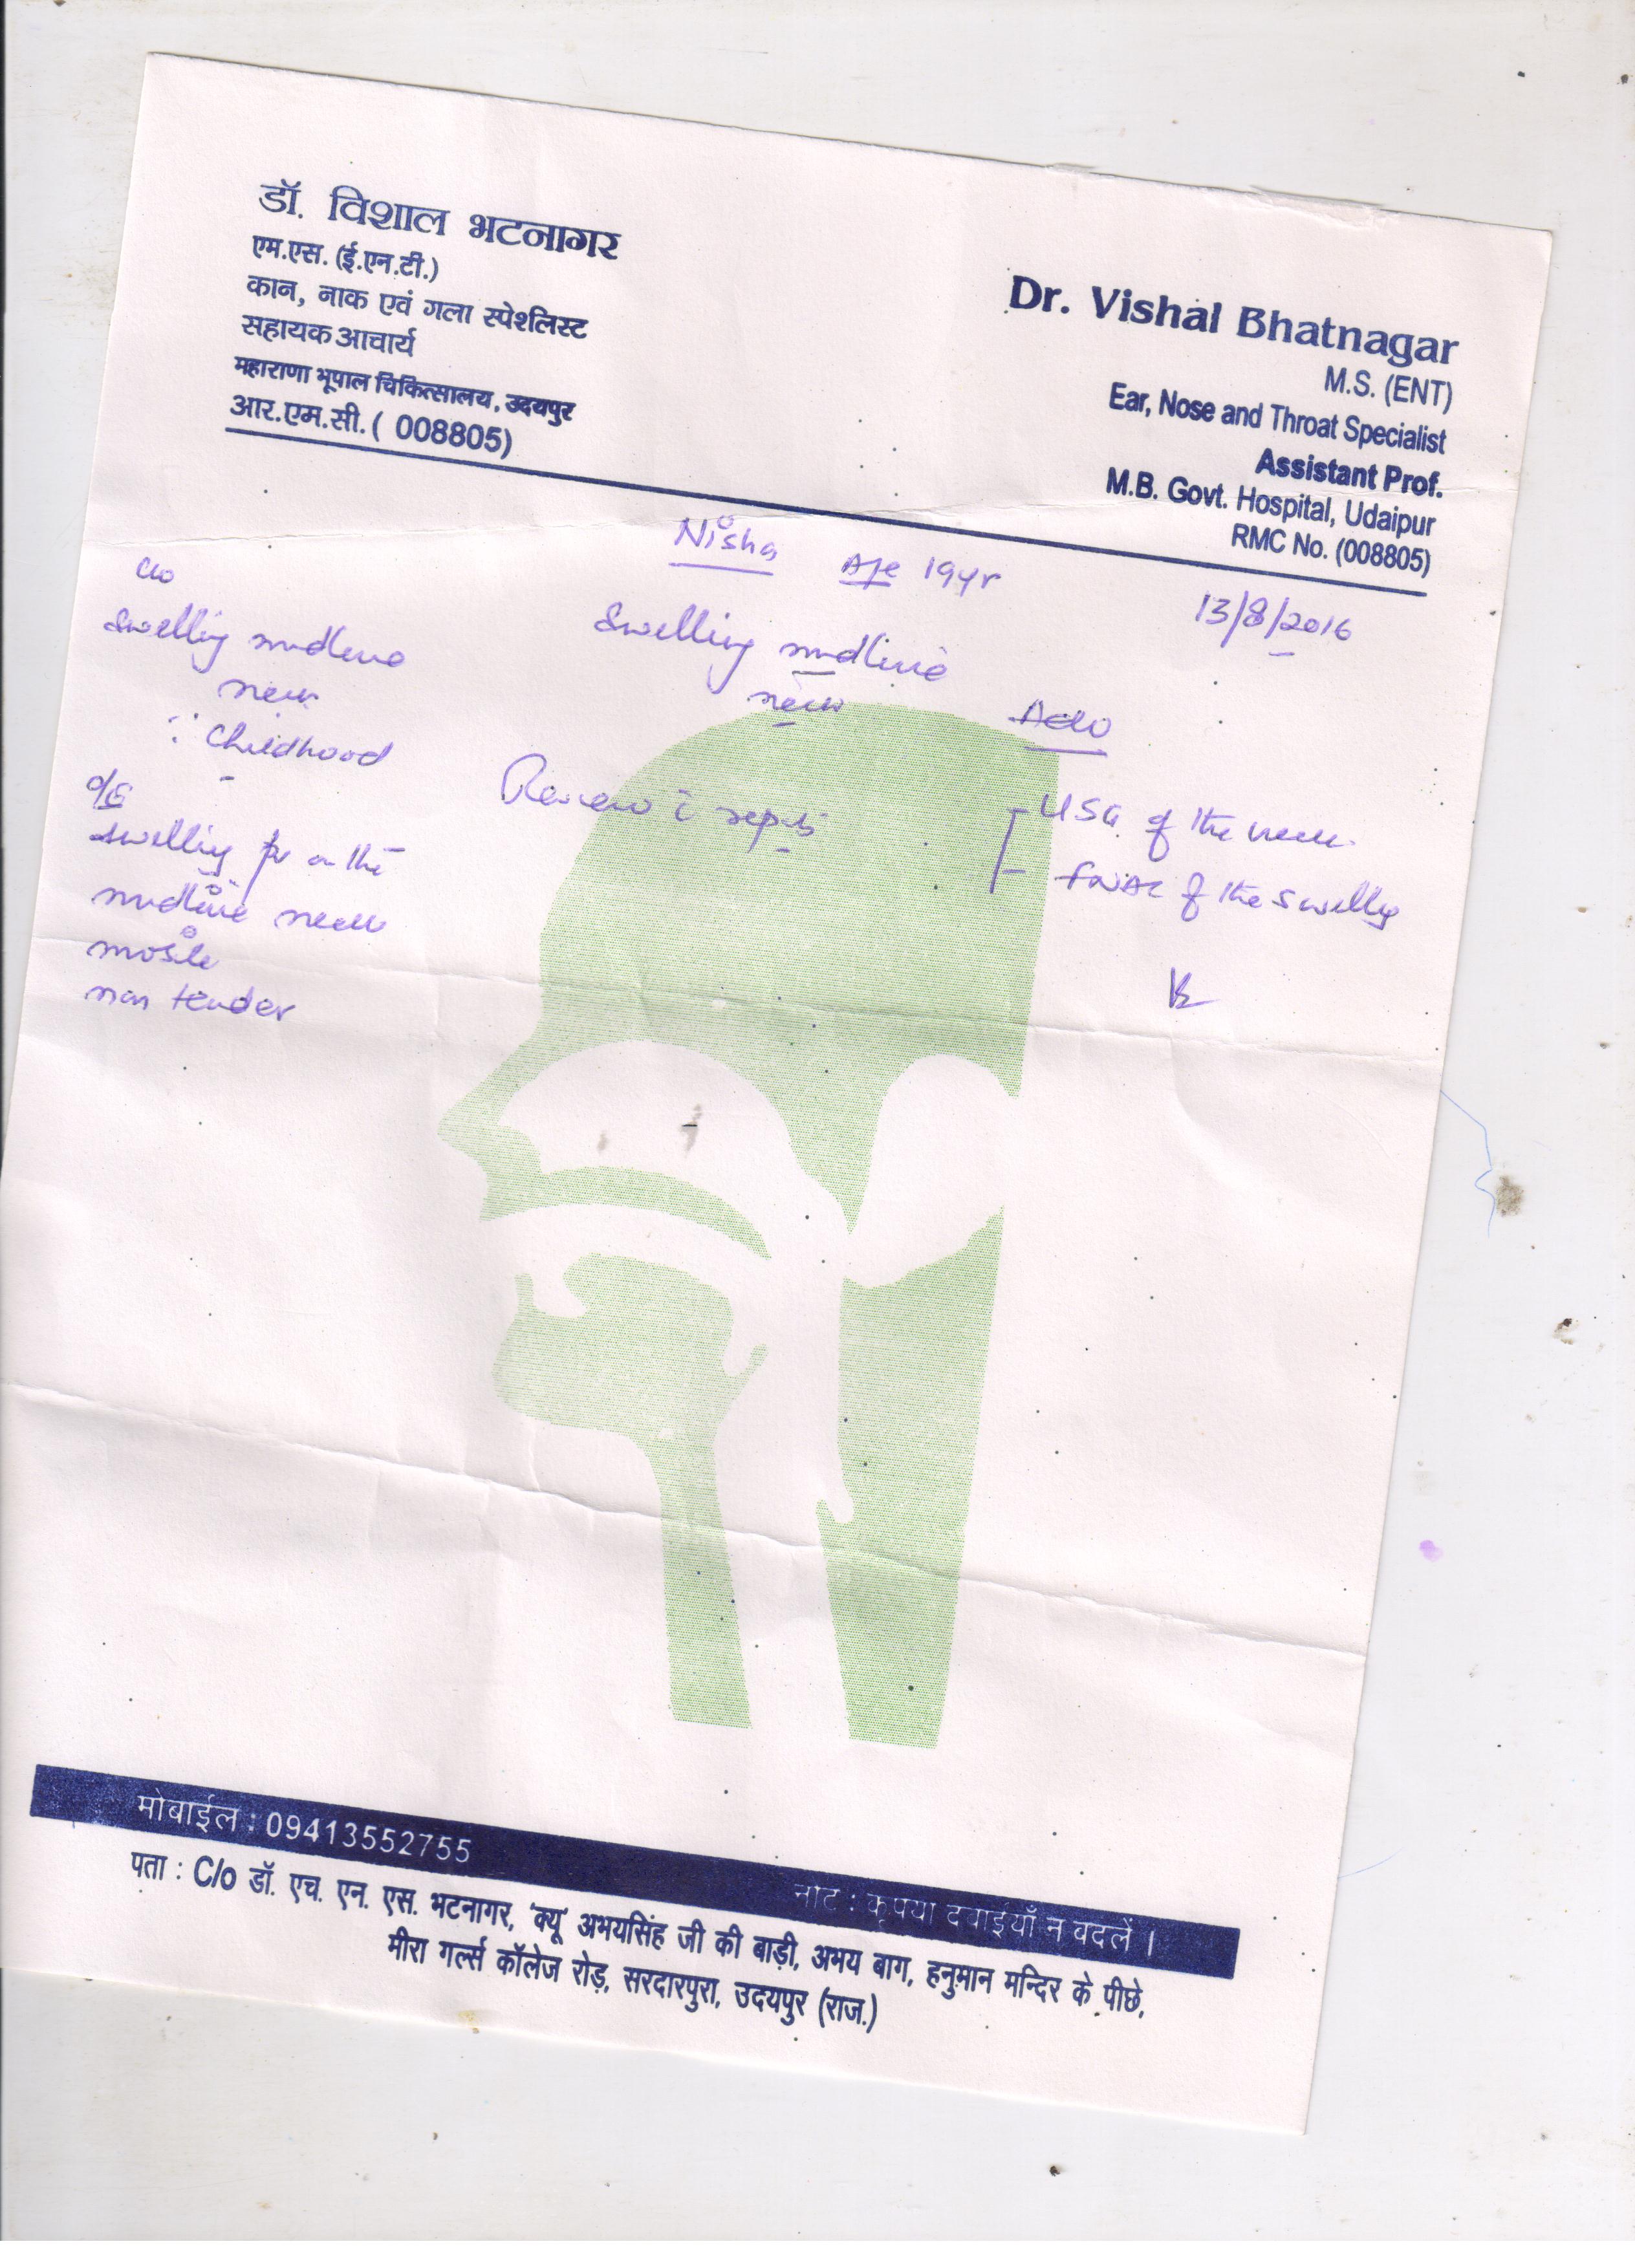 डॉ. विशाल भटनागर
एम.एस. (ई.एन.टी.)
कान, नाक एवं गला स्पेश्लिस्ट
सहायक आचार्य
महाराणा भूपाल चिकित्सालय, उदयपुर
आर.एम.सी. ( 008805)
Dr. Vishal Bhatnagar
M.S. (ENT)
Ear, Nose and Throat Specialist
Assistant Prof.
M.B. Govt. Hospital, Udaipur
RMC No. (008805)
Nisha Age 19yr
13/8/2016
c/o
swelling midline
neck
∵ childhood
O/E
swelling pr on the
midline neck
mobile
non tender
swelling midline
neck
Review c̄ reports
Adv
- USG of the neck
- FNAC of the swelling
मोबाईल : 09413552755
नोट : कृपया दवाईयाँ न बदलें ।
पता : C/o डॉ. एच. एन. एस. भटनागर, 'क्यू' अभयसिंह जी की बाड़ी, अभय बाग, हनुमान मन्दिर के पीछे,
मीरा गर्ल्स कॉलेज रोड़, सरदारपुरा, उदयपुर (राज.)